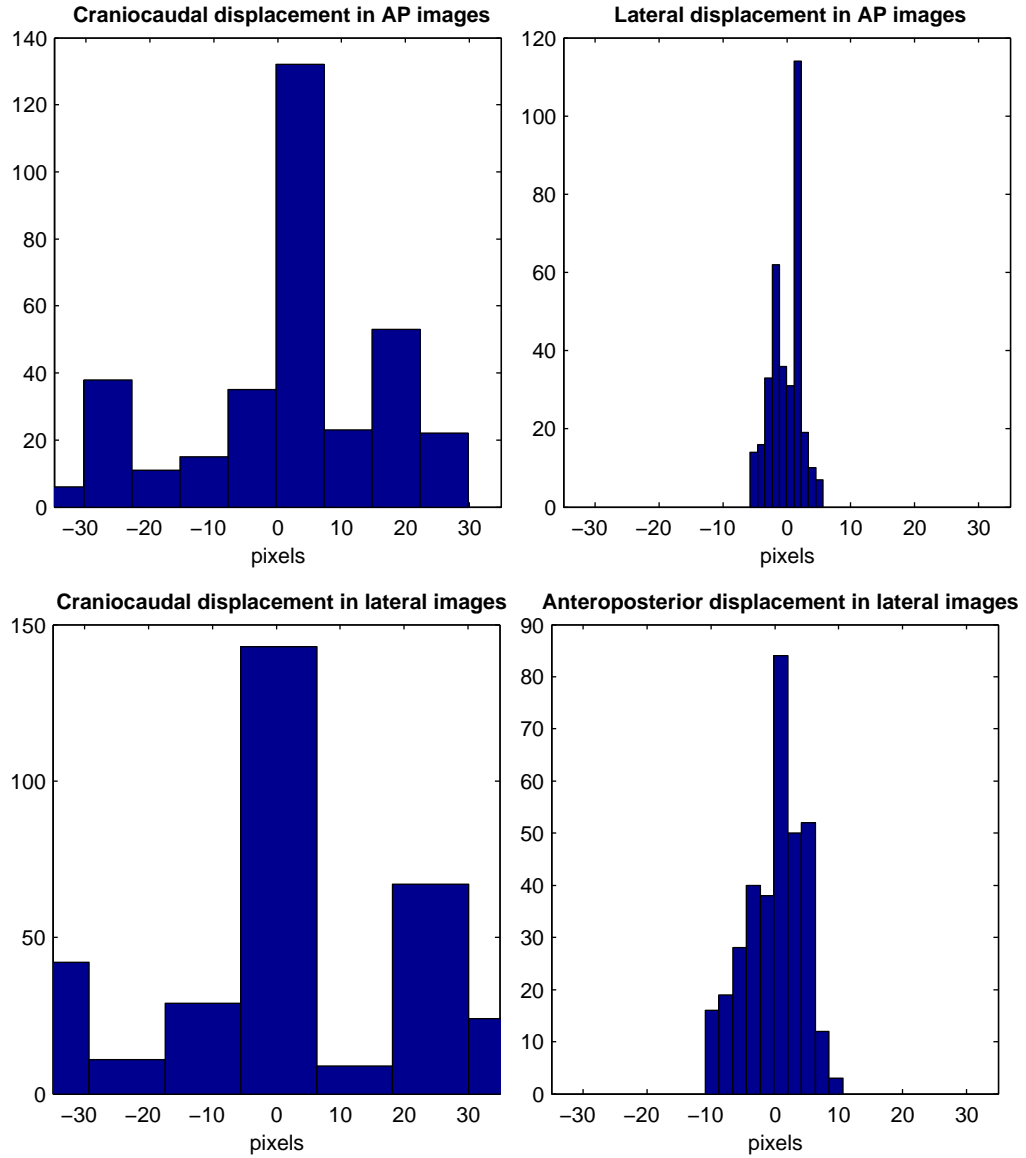 Craniocaudal displacement in AP images
140
120
100
80
60
40
20
0
−30 −20 −10 0 10 20 30
pixels
Lateral displacement in AP images
120
100
80
60
40
20
0
−30 −20 −10 0 10 20 30
pixels
Craniocaudal displacement in lateral images
150
100
50
0
−30 −20 −10 0 10 20 30
pixels
Anteroposterior displacement in lateral images
90
80
70
60
50
40
30
20
10
0
−30 −20 −10 0 10 20 30
pixels